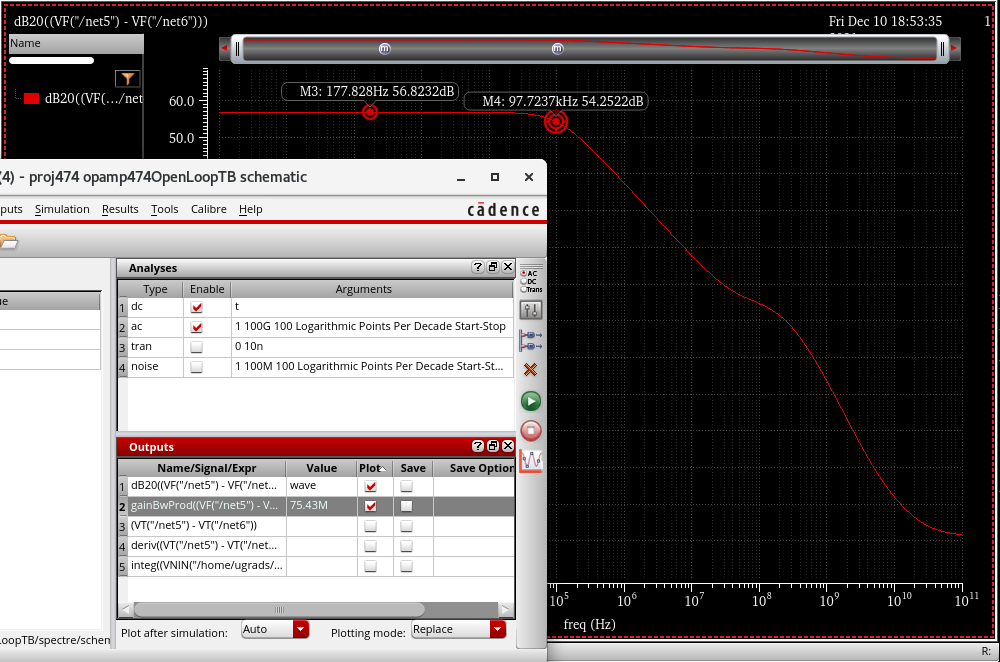 dB20((VF("/net5") - VF("/net6")))
Fri Dec 10 18:53:35
1
Name
dB20((VF(.../net
M3: 177.828Hz 56.8232dB
M4: 97.7237kHz 54.2522dB
60.0
50.0
(4) - proj474 opamp474OpenLoopTB schematic
puts Simulation Results Tools Calibre Help
cādence
Analyses
Type Enable Arguments
1 dc t
2 ac 1 100G 100 Logarithmic Points Per Decade Start-Stop
3 tran 0 10n
4 noise 1 100M 100 Logarithmic Points Per Decade Start-St...
AC
DC
Trans
ue
Outputs
Name/Signal/Expr Value Plot Save Save Option
1 dB20((VF("/net5") - VF("/net... wave
2 gainBwProd((VF("/net5") - V... 75.43M
3 (VT("/net5") - VT("/net6"))
4 deriv((VT("/net5") - VT("/net...
5 integ((VNIN("/home/ugrads/...
Plot after simulation: Auto Plotting mode: Replace
LoopTB/spectre/schem
10^5 10^6 10^7 10^8 10^9 10^10 10^11
freq (Hz)
R: